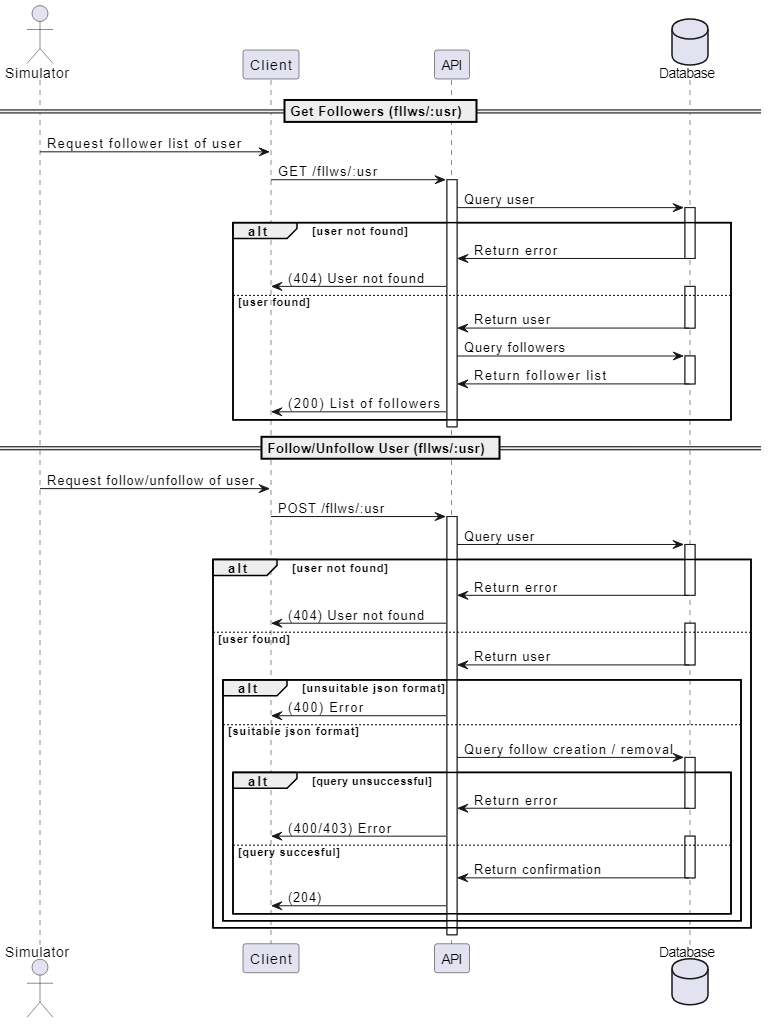 Simulator
Client
API
Database
Get Followers (fllws/:usr)
Request follower list of user
GET /fllws/:usr
Query user
alt [user not found]
Return error
(404) User not found
[user found]
Return user
Query followers
Return follower list
(200) List of followers
Follow/Unfollow User (fllws/:usr)
Request follow/unfollow of user
POST /fllws/:usr
Query user
alt [user not found]
Return error
(404) User not found
[user found]
Return user
alt [unsuitable json format]
(400) Error
[suitable json format]
Query follow creation / removal
alt [query unsuccessful]
Return error
(400/403) Error
[query succesful]
Return confirmation
(204)
Simulator
Client
API
Database